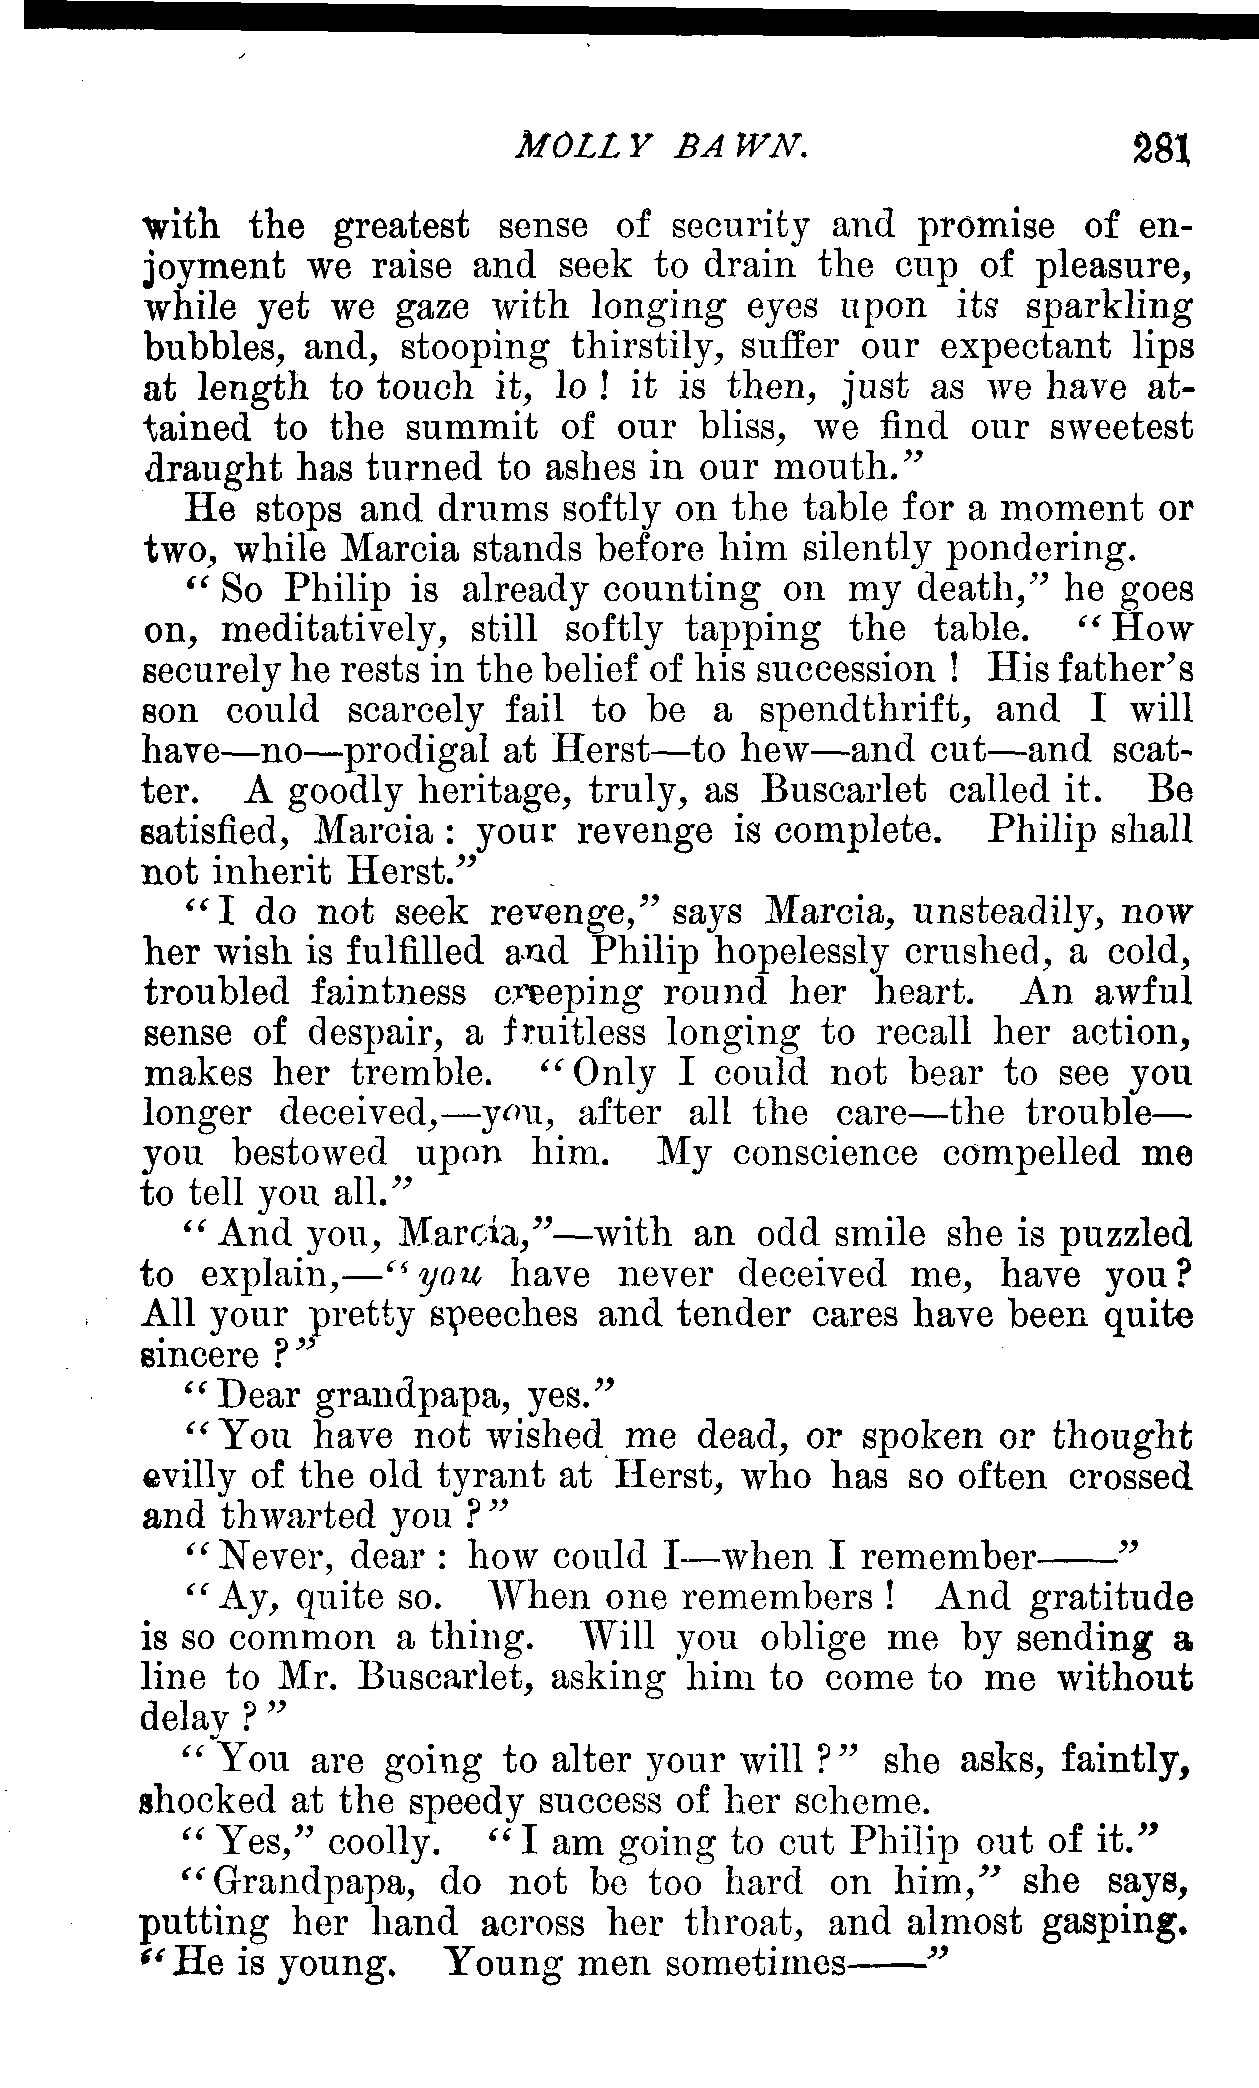 MOLLY BAWN. 281
with the greatest sense of security and promise of en-
joyment we raise and seek to drain the cup of pleasure,
while yet we gaze with longing eyes upon its sparkling
bubbles, and, stooping thirstily, suffer our expectant lips
at length to touch it, lo! it is then, just as we have at-
tained to the summit of our bliss, we find our sweetest
draught has turned to ashes in our mouth.”
He stops and drums softly on the table for a moment or
two, while Marcia stands before him silently pondering.
“So Philip is already counting on my death,” he goes
on, meditatively, still softly tapping the table. “How
securely he rests in the belief of his succession! His father’s
son could scarcely fail to be a spendthrift, and I will
have—no—prodigal at Herst—to hew—and cut—and scat-
ter. A goodly heritage, truly, as Buscarlet called it. Be
satisfied, Marcia: your revenge is complete. Philip shall
not inherit Herst.”
“I do not seek revenge,” says Marcia, unsteadily, now
her wish is fulfilled and Philip hopelessly crushed, a cold,
troubled faintness creeping round her heart. An awful
sense of despair, a fruitless longing to recall her action,
makes her tremble. “Only I could not bear to see you
longer deceived,—you, after all the care—the trouble—
you bestowed upon him. My conscience compelled me
to tell you all.”
“And you, Marcia,”—with an odd smile she is puzzled
to explain,—“you have never deceived me, have you?
All your pretty speeches and tender cares have been quite
sincere?”
“Dear grandpapa, yes.”
“You have not wished me dead, or spoken or thought
evilly of the old tyrant at Herst, who has so often crossed
and thwarted you?”
“Never, dear: how could I—when I remember——”
“Ay, quite so. When one remembers! And gratitude
is so common a thing. Will you oblige me by sending a
line to Mr. Buscarlet, asking him to come to me without
delay?”
“You are going to alter your will?” she asks, faintly,
shocked at the speedy success of her scheme.
“Yes,” coolly. “I am going to cut Philip out of it.”
“Grandpapa, do not be too hard on him,” she says,
putting her hand across her throat, and almost gasping.
“He is young. Young men sometimes——”